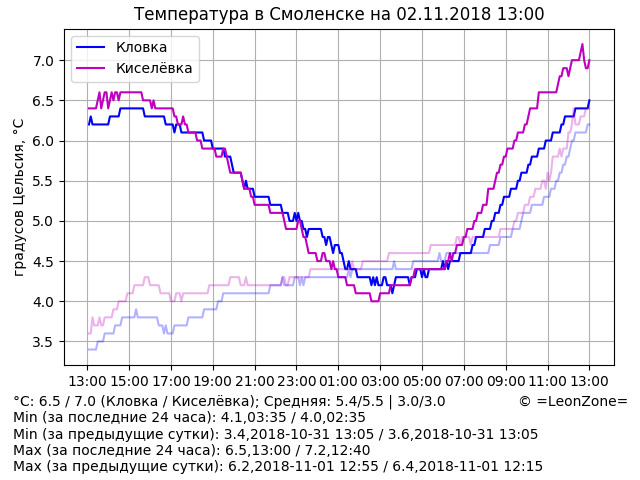 Температура в Смоленске на 02.11.2018 13:00
Кловка
Киселёвка
градусов Цельсия, °C
7.0
6.5
6.0
5.5
5.0
4.5
4.0
3.5
13:00 15:00 17:00 19:00 21:00 23:00 01:00 03:00 05:00 07:00 09:00 11:00 13:00
°C: 6.5 / 7.0 (Кловка / Киселёвка); Средняя: 5.4/5.5 | 3.0/3.0 © =LeonZone=
Min (за последние 24 часа): 4.1,03:35 / 4.0,02:35
Min (за предыдущие сутки): 3.4,2018-10-31 13:05 / 3.6,2018-10-31 13:05
Max (за последние 24 часа): 6.5,13:00 / 7.2,12:40
Max (за предыдущие сутки): 6.2,2018-11-01 12:55 / 6.4,2018-11-01 12:15